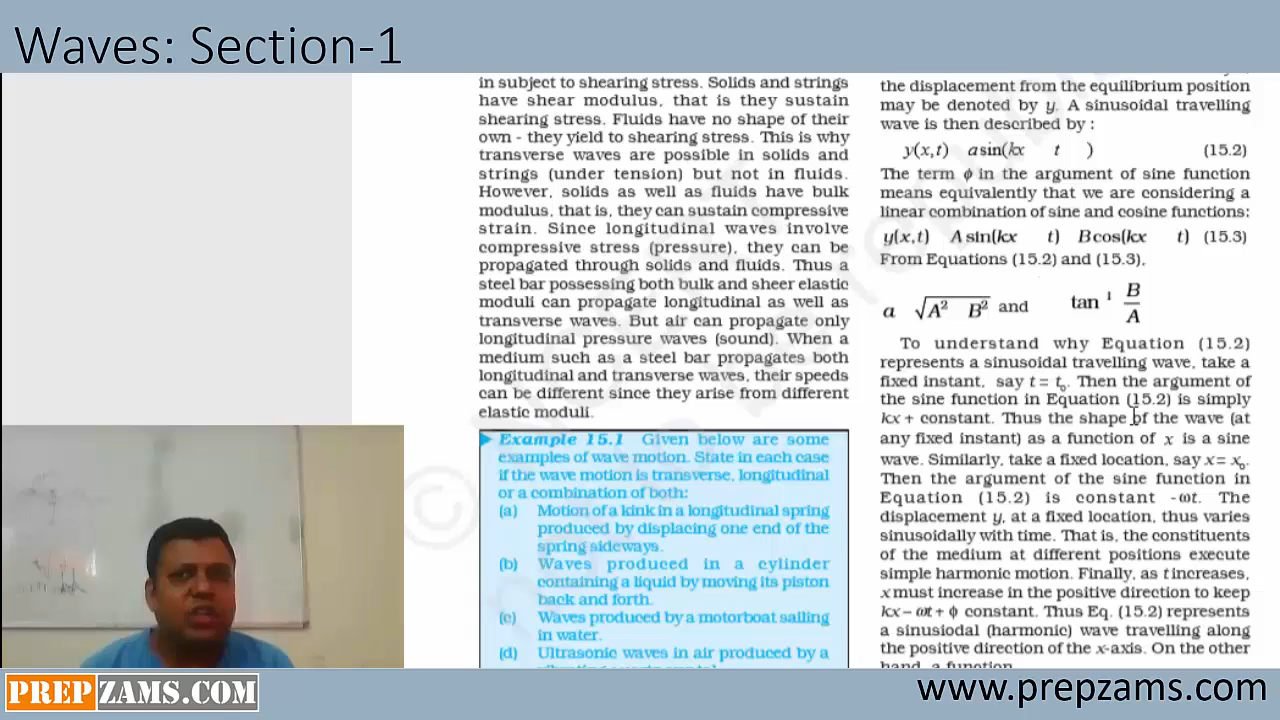 Waves: Section-1
in subject to shearing stress. Solids and strings
have shear modulus, that is they sustain
shearing stress. Fluids have no shape of their
own - they yield to shearing stress. This is why
transverse waves are possible in solids and
strings (under tension) but not in fluids.
However, solids as well as fluids have bulk
modulus, that is, they can sustain compressive
strain. Since longitudinal waves involve
compressive stress (pressure), they can be
propagated through solids and fluids. Thus a
steel bar possessing both bulk and sheer elastic
moduli can propagate longitudinal as well as
transverse waves. But air can propagate only
longitudinal pressure waves (sound). When a
medium such as a steel bar propagates both
longitudinal and transverse waves, their speeds
can be different since they arise from different
elastic moduli.
Example 15.1 Given below are some
examples of wave motion. State in each case
if the wave motion is transverse, longitudinal
or a combination of both:
(a) Motion of a kink in a longitudinal spring
produced by displacing one end of the
spring sideways.
(b) Waves produced in a cylinder
containing a liquid by moving its piston
back and forth.
(c) Waves produced by a motorboat sailing
in water.
(d) Ultrasonic waves in air produced by a
the displacement from the equilibrium position
may be denoted by y. A sinusoidal travelling
wave is then described by :
y(x,t) a sin(kx t ) (15.2)
The term ϕ in the argument of sine function
means equivalently that we are considering a
linear combination of sine and cosine functions:
y(x,t) A sin(kx t) B cos(kx t) (15.3)
From Equations (15.2) and (15.3),
a √A² B² and tan ¹ B/A
To understand why Equation (15.2)
represents a sinusoidal travelling wave, take a
fixed instant, say t = t₀. Then the argument of
the sine function in Equation (15.2) is simply
kx + constant. Thus the shape of the wave (at
any fixed instant) as a function of x is a sine
wave. Similarly, take a fixed location, say x = x₀.
Then the argument of the sine function in
Equation (15.2) is constant -ωt. The
displacement y, at a fixed location, thus varies
sinusoidally with time. That is, the constituents
of the medium at different positions execute
simple harmonic motion. Finally, as t increases,
x must increase in the positive direction to keep
kx – ωt + ϕ constant. Thus Eq. (15.2) represents
a sinusiodal (harmonic) wave travelling along
the positive direction of the x-axis. On the other
hand, a function
PREPZAMS.COM
www.prepzams.com